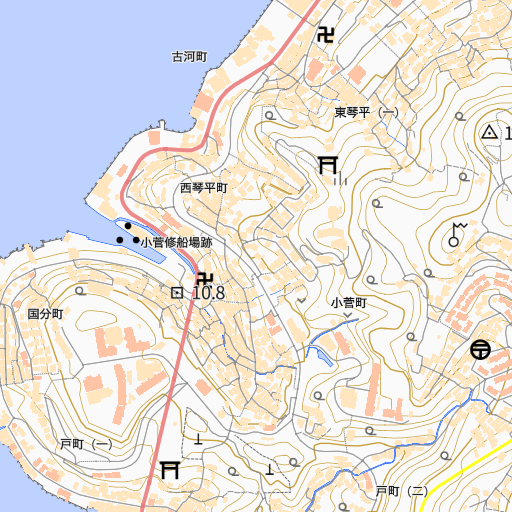 古河町
東琴平（一）
1
西琴平町
小菅修船場跡
10.8
小菅町
国分町
戸町（一）
戸町（二）